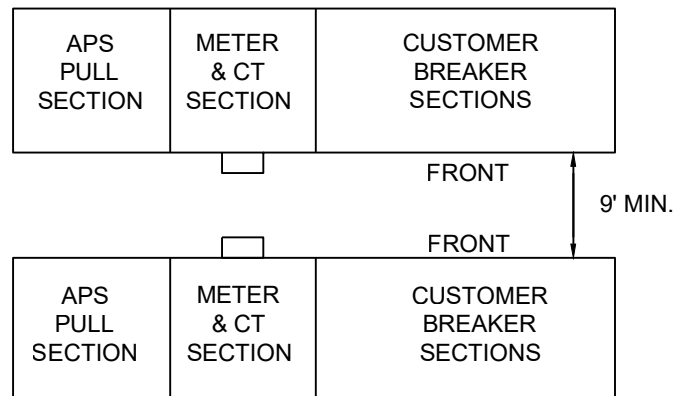 APS
PULL
SECTION
METER
& CT
SECTION
CUSTOMER
BREAKER
SECTIONS
FRONT
9' MIN.
FRONT
APS
PULL
SECTION
METER
& CT
SECTION
CUSTOMER
BREAKER
SECTIONS